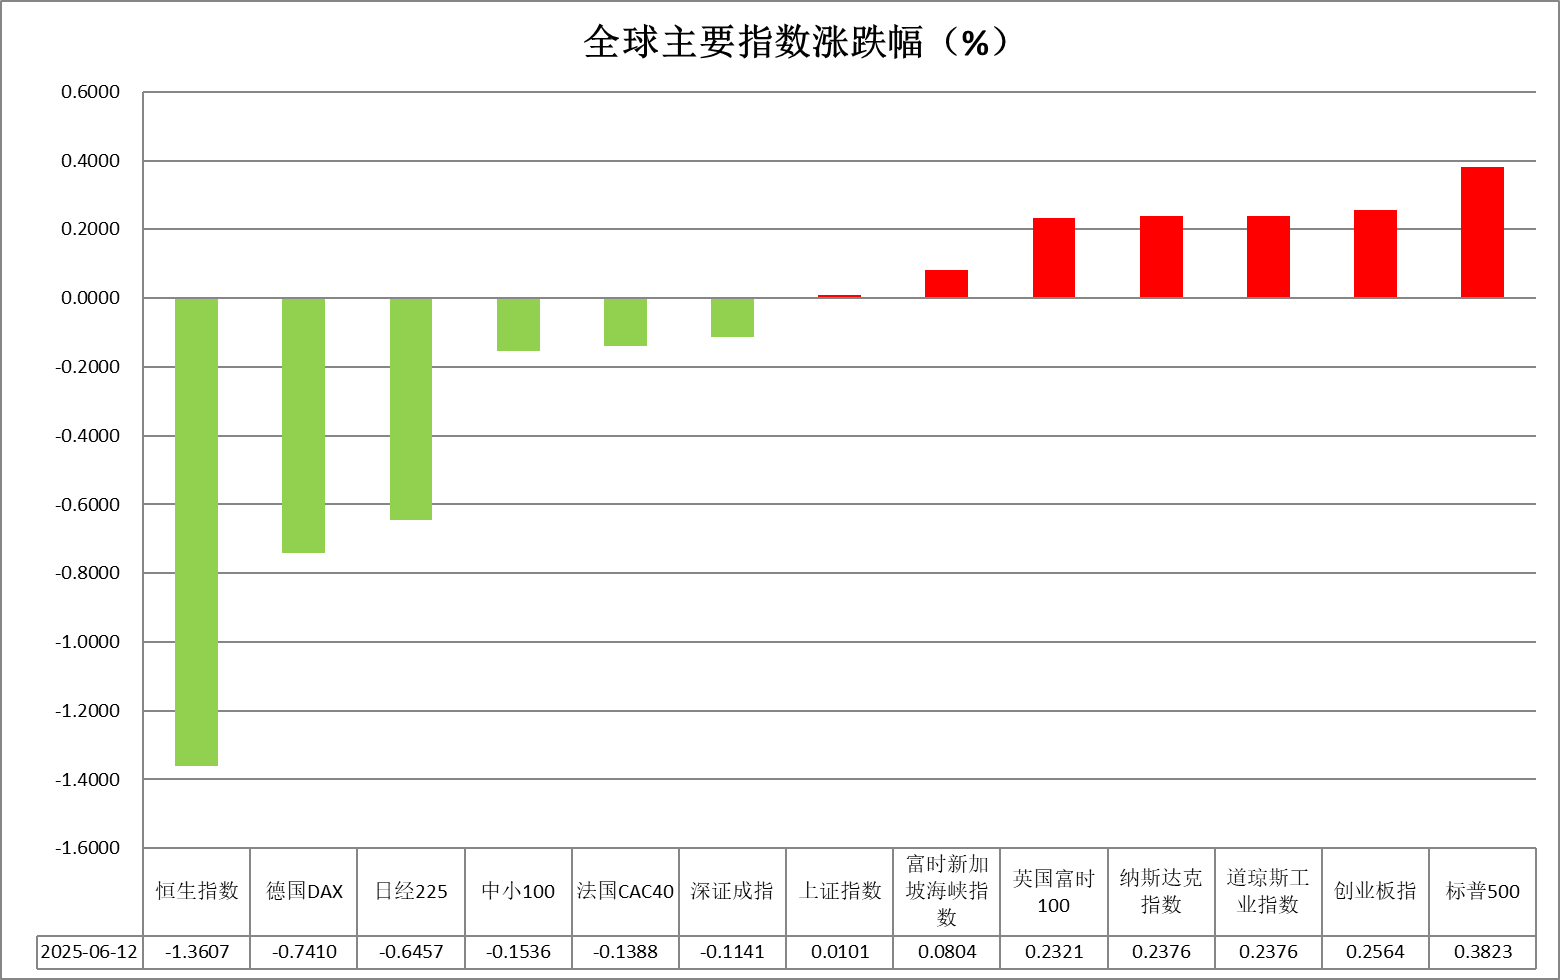 全球主要指数涨跌幅（%）
0.6000
0.4000
0.2000
0.0000
-0.2000
-0.4000
-0.6000
-0.8000
-1.0000
-1.2000
-1.4000
-1.6000
恒生指数
德国DAX
日经225
中小100
法国CAC40
深证成指
上证指数
富时新加
坡海峡指
数
英国富时
100
纳斯达克
指数
道琼斯工
业指数
创业板指
标普500
2025-06-12 -1.3607 -0.7410 -0.6457 -0.1536 -0.1388 -0.1141 0.0101 0.0804 0.2321 0.2376 0.2376 0.2564 0.3823